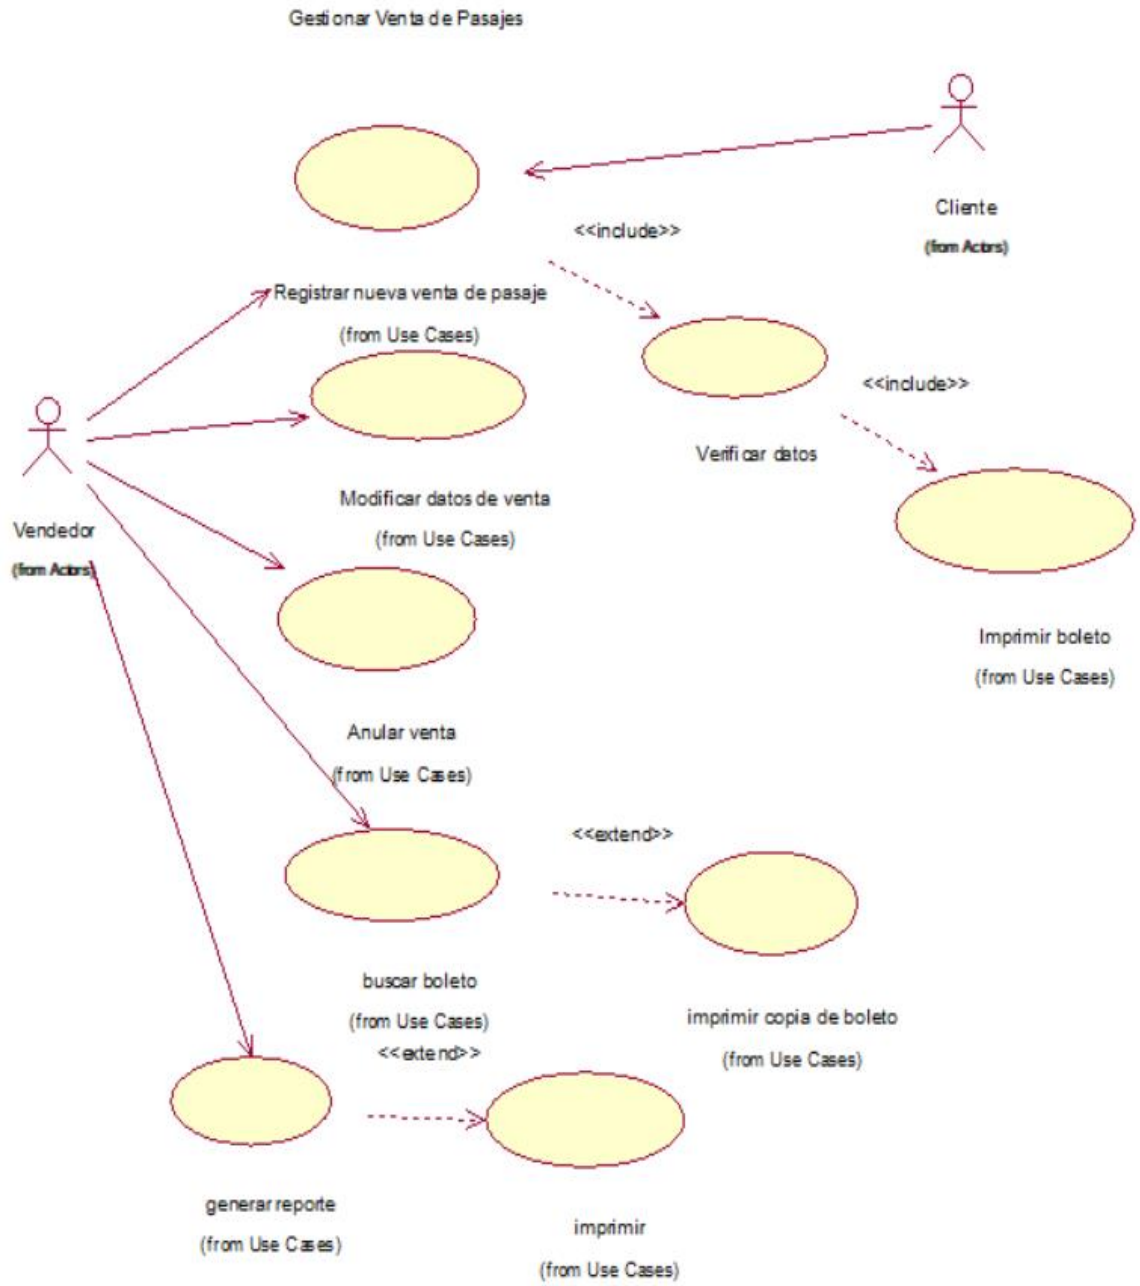 Gestionar Venta de Pasajes
Cliente
(from Actors)
<<include>>
Registrar nueva venta de pasaje
(from Use Cases)
<<include>>
Verificar datos
Modificar datos de venta
(from Use Cases)
Vendedor
(from Actors)
Imprimir boleto
(from Use Cases)
Anular venta
(from Use Cases)
<<extend>>
buscar boleto
(from Use Cases)
imprimir copia de boleto
(from Use Cases)
<<extend>>
generar reporte
(from Use Cases)
imprimir
(from Use Cases)